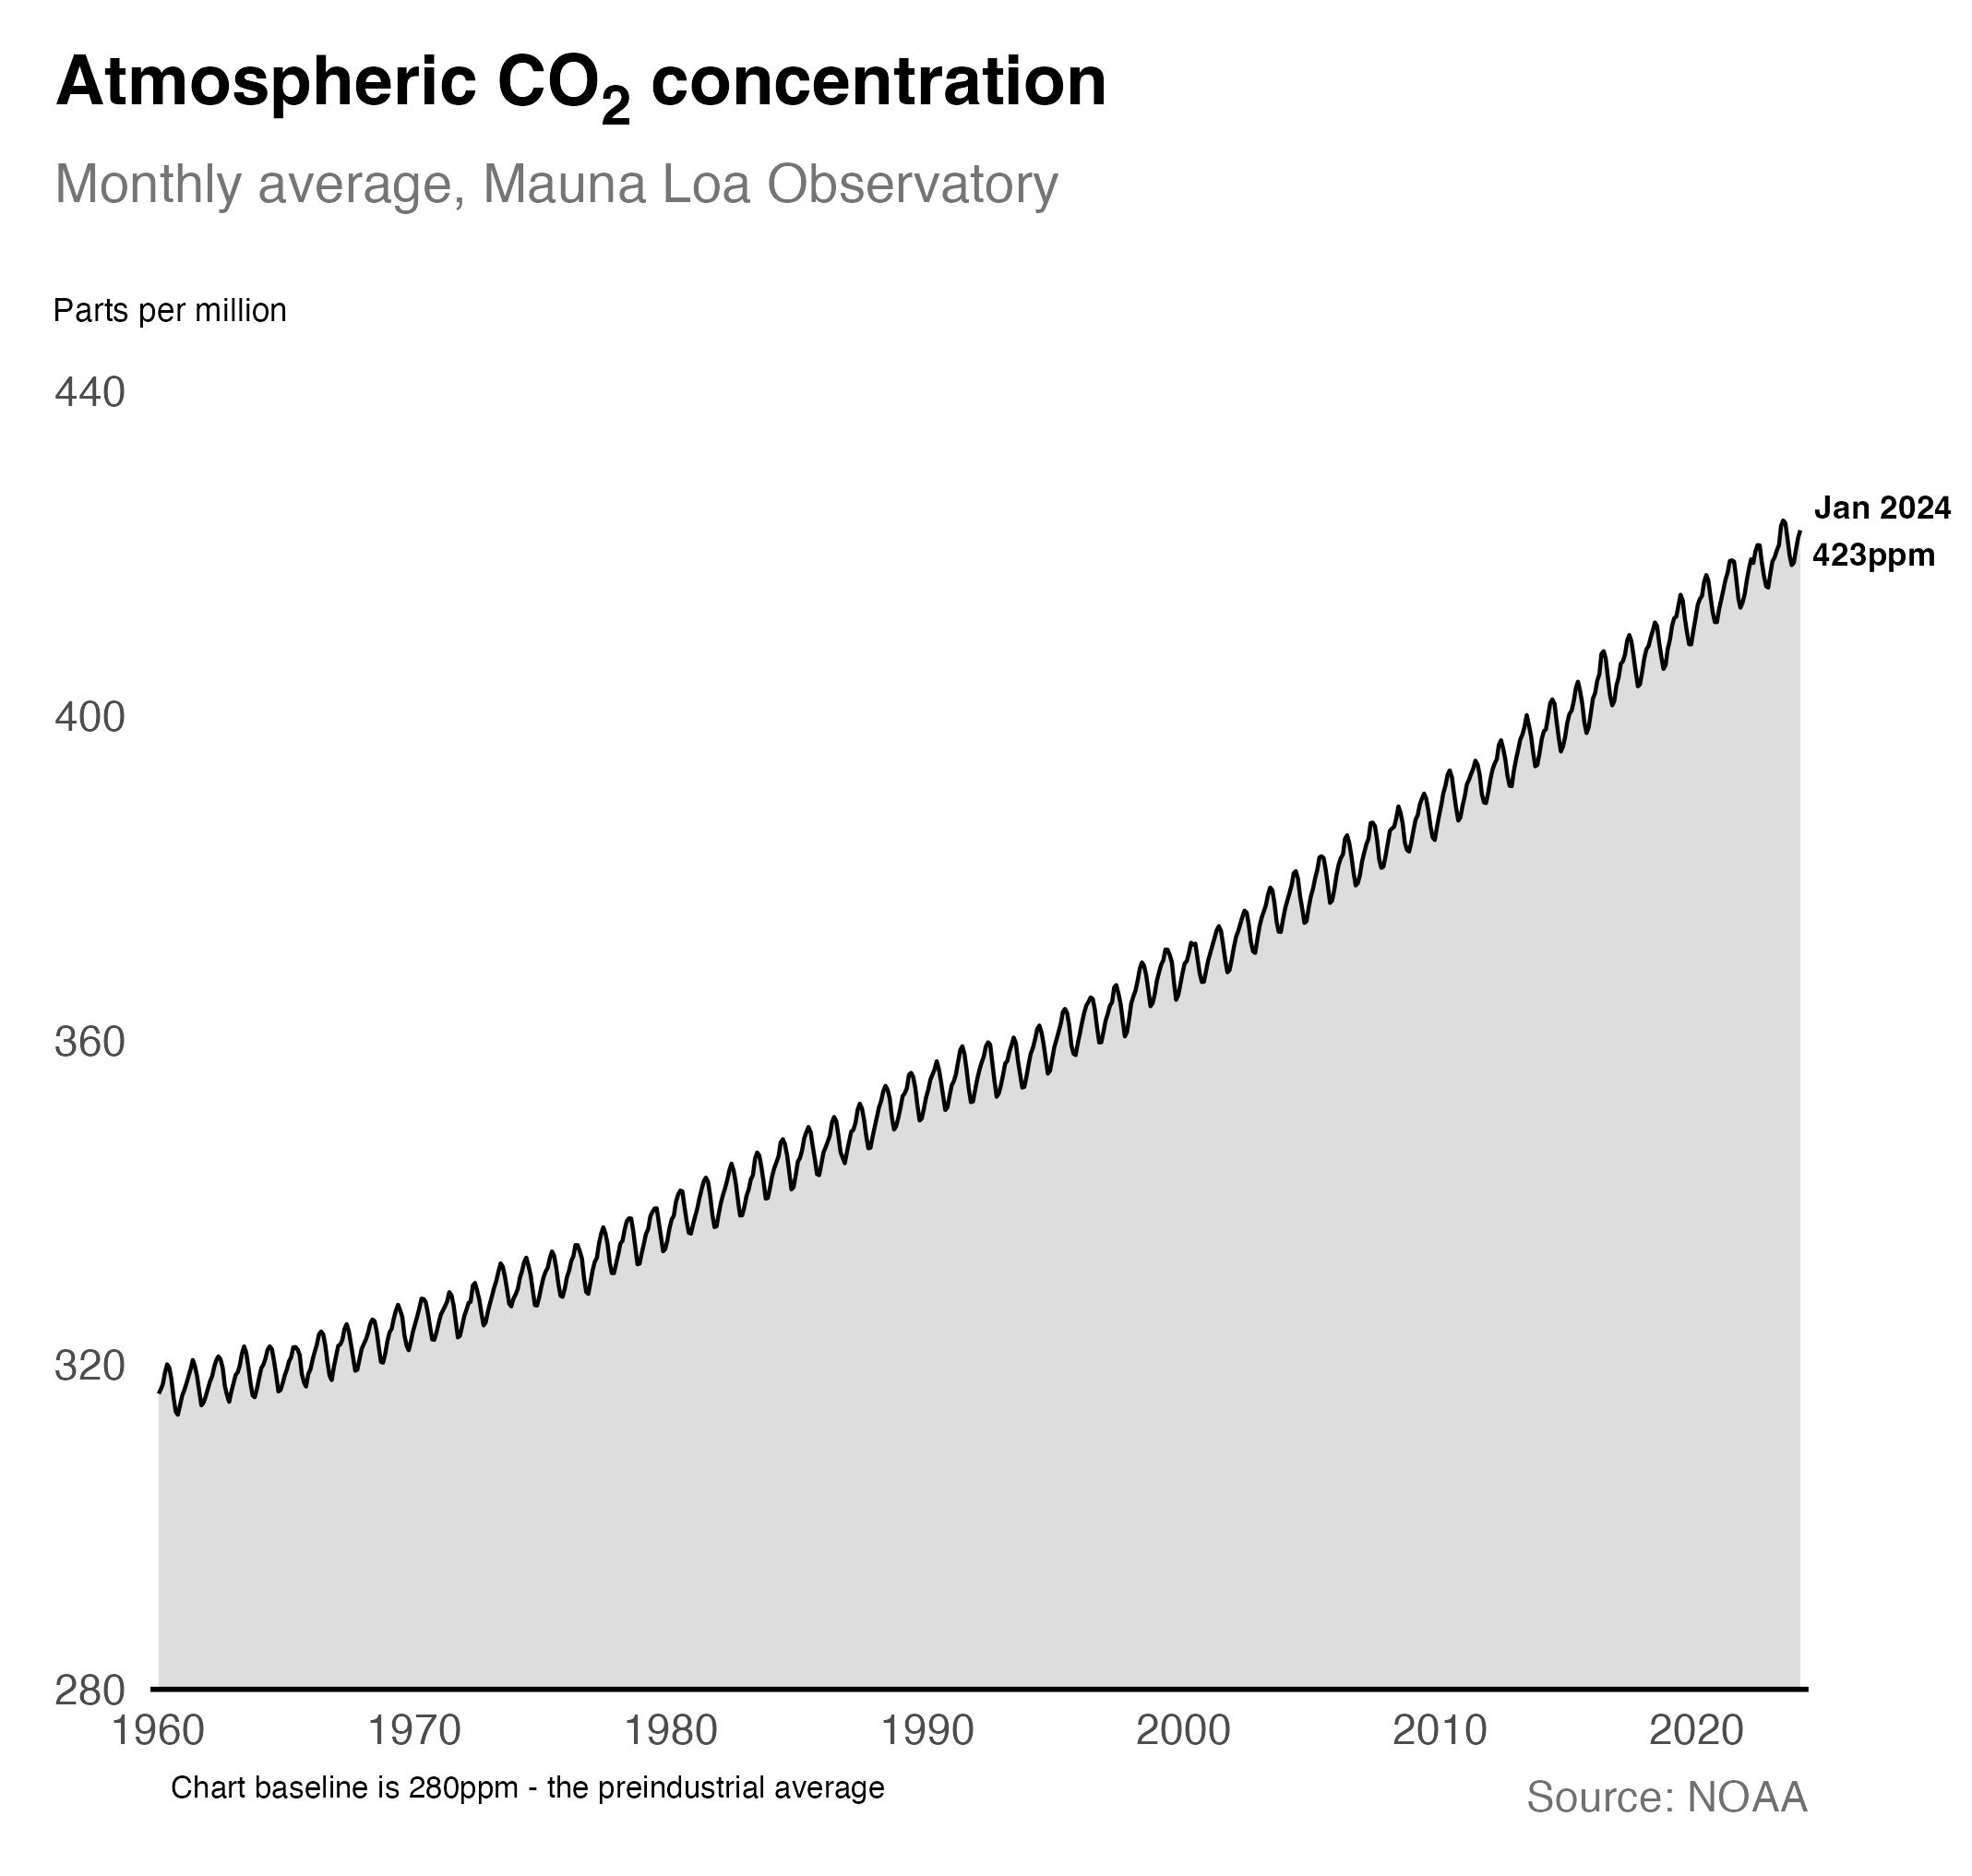 Atmospheric CO₂ concentration
Monthly average, Mauna Loa Observatory
Parts per million
440
Jan 2024
423ppm
400
360
320
280
1960 1970 1980 1990 2000 2010 2020
Chart baseline is 280ppm - the preindustrial average
Source: NOAA